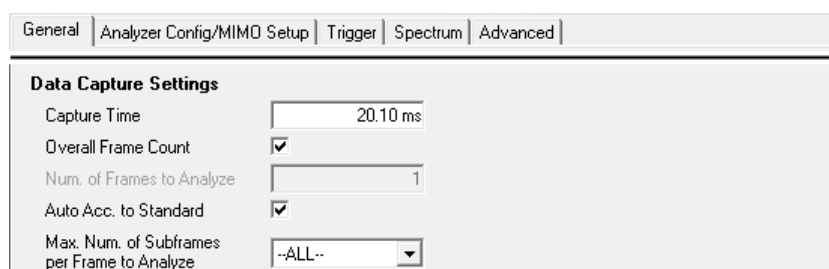 General Analyzer Config/MIMO Setup Trigger Spectrum Advanced
Data Capture Settings
Capture Time 20.10 ms
Overall Frame Count
Num. of Frames to Analyze 1
Auto Acc. to Standard
Max. Num. of Subframes
per Frame to Analyze --ALL--